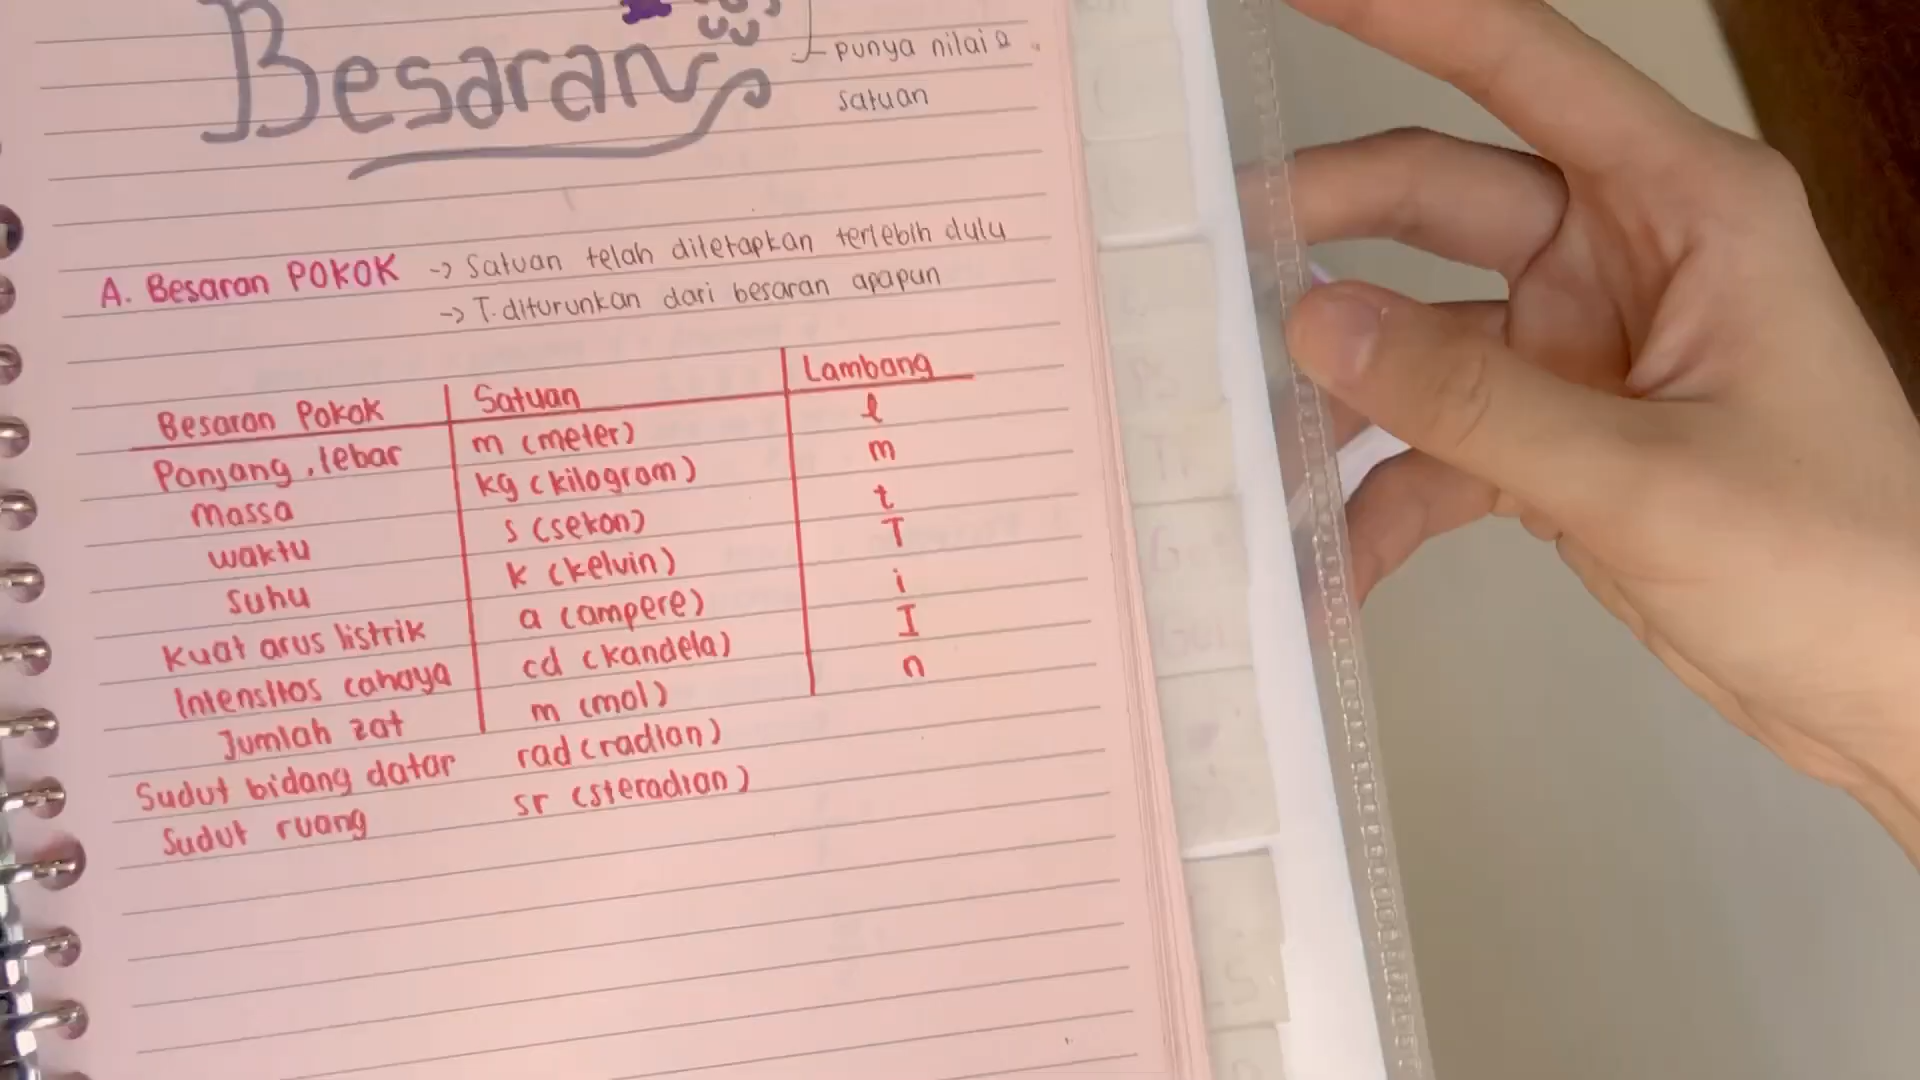 Besaran
punya nilai &
satuan
A. Besaran POKOK -> Satuan telah ditetapkan terlebih dulu
-> T. diturunkan dari besaran apapun
Besaran Pokok Satuan Lambang
Panjang, lebar m (meter) l
Massa kg (kilogram) m
waktu s (sekon) t
Suhu K (kelvin) T
Kuat arus listrik a (ampere) i
Intensitas cahaya cd (kandela) I
Jumlah zat m (mol) n
Sudut bidang datar rad (radian)
Sudut ruang sr (steradian)